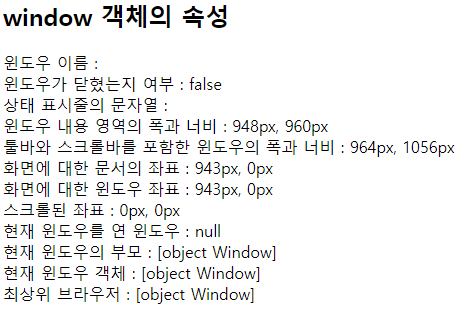 window 객체의 속성
윈도우 이름 :
윈도우가 닫혔는지 여부 : false
상태 표시줄의 문자열 :
윈도우 내용 영역의 폭과 너비 : 948px, 960px
툴바와 스크롤바를 포함한 윈도우의 폭과 너비 : 964px, 1056px
화면에 대한 문서의 좌표 : 943px, 0px
화면에 대한 윈도우 좌표 : 943px, 0px
스크롤된 좌표 : 0px, 0px
현재 윈도우를 연 윈도우 : null
현재 윈도우의 부모 : [object Window]
현재 윈도우 객체 : [object Window]
최상위 브라우저 : [object Window]